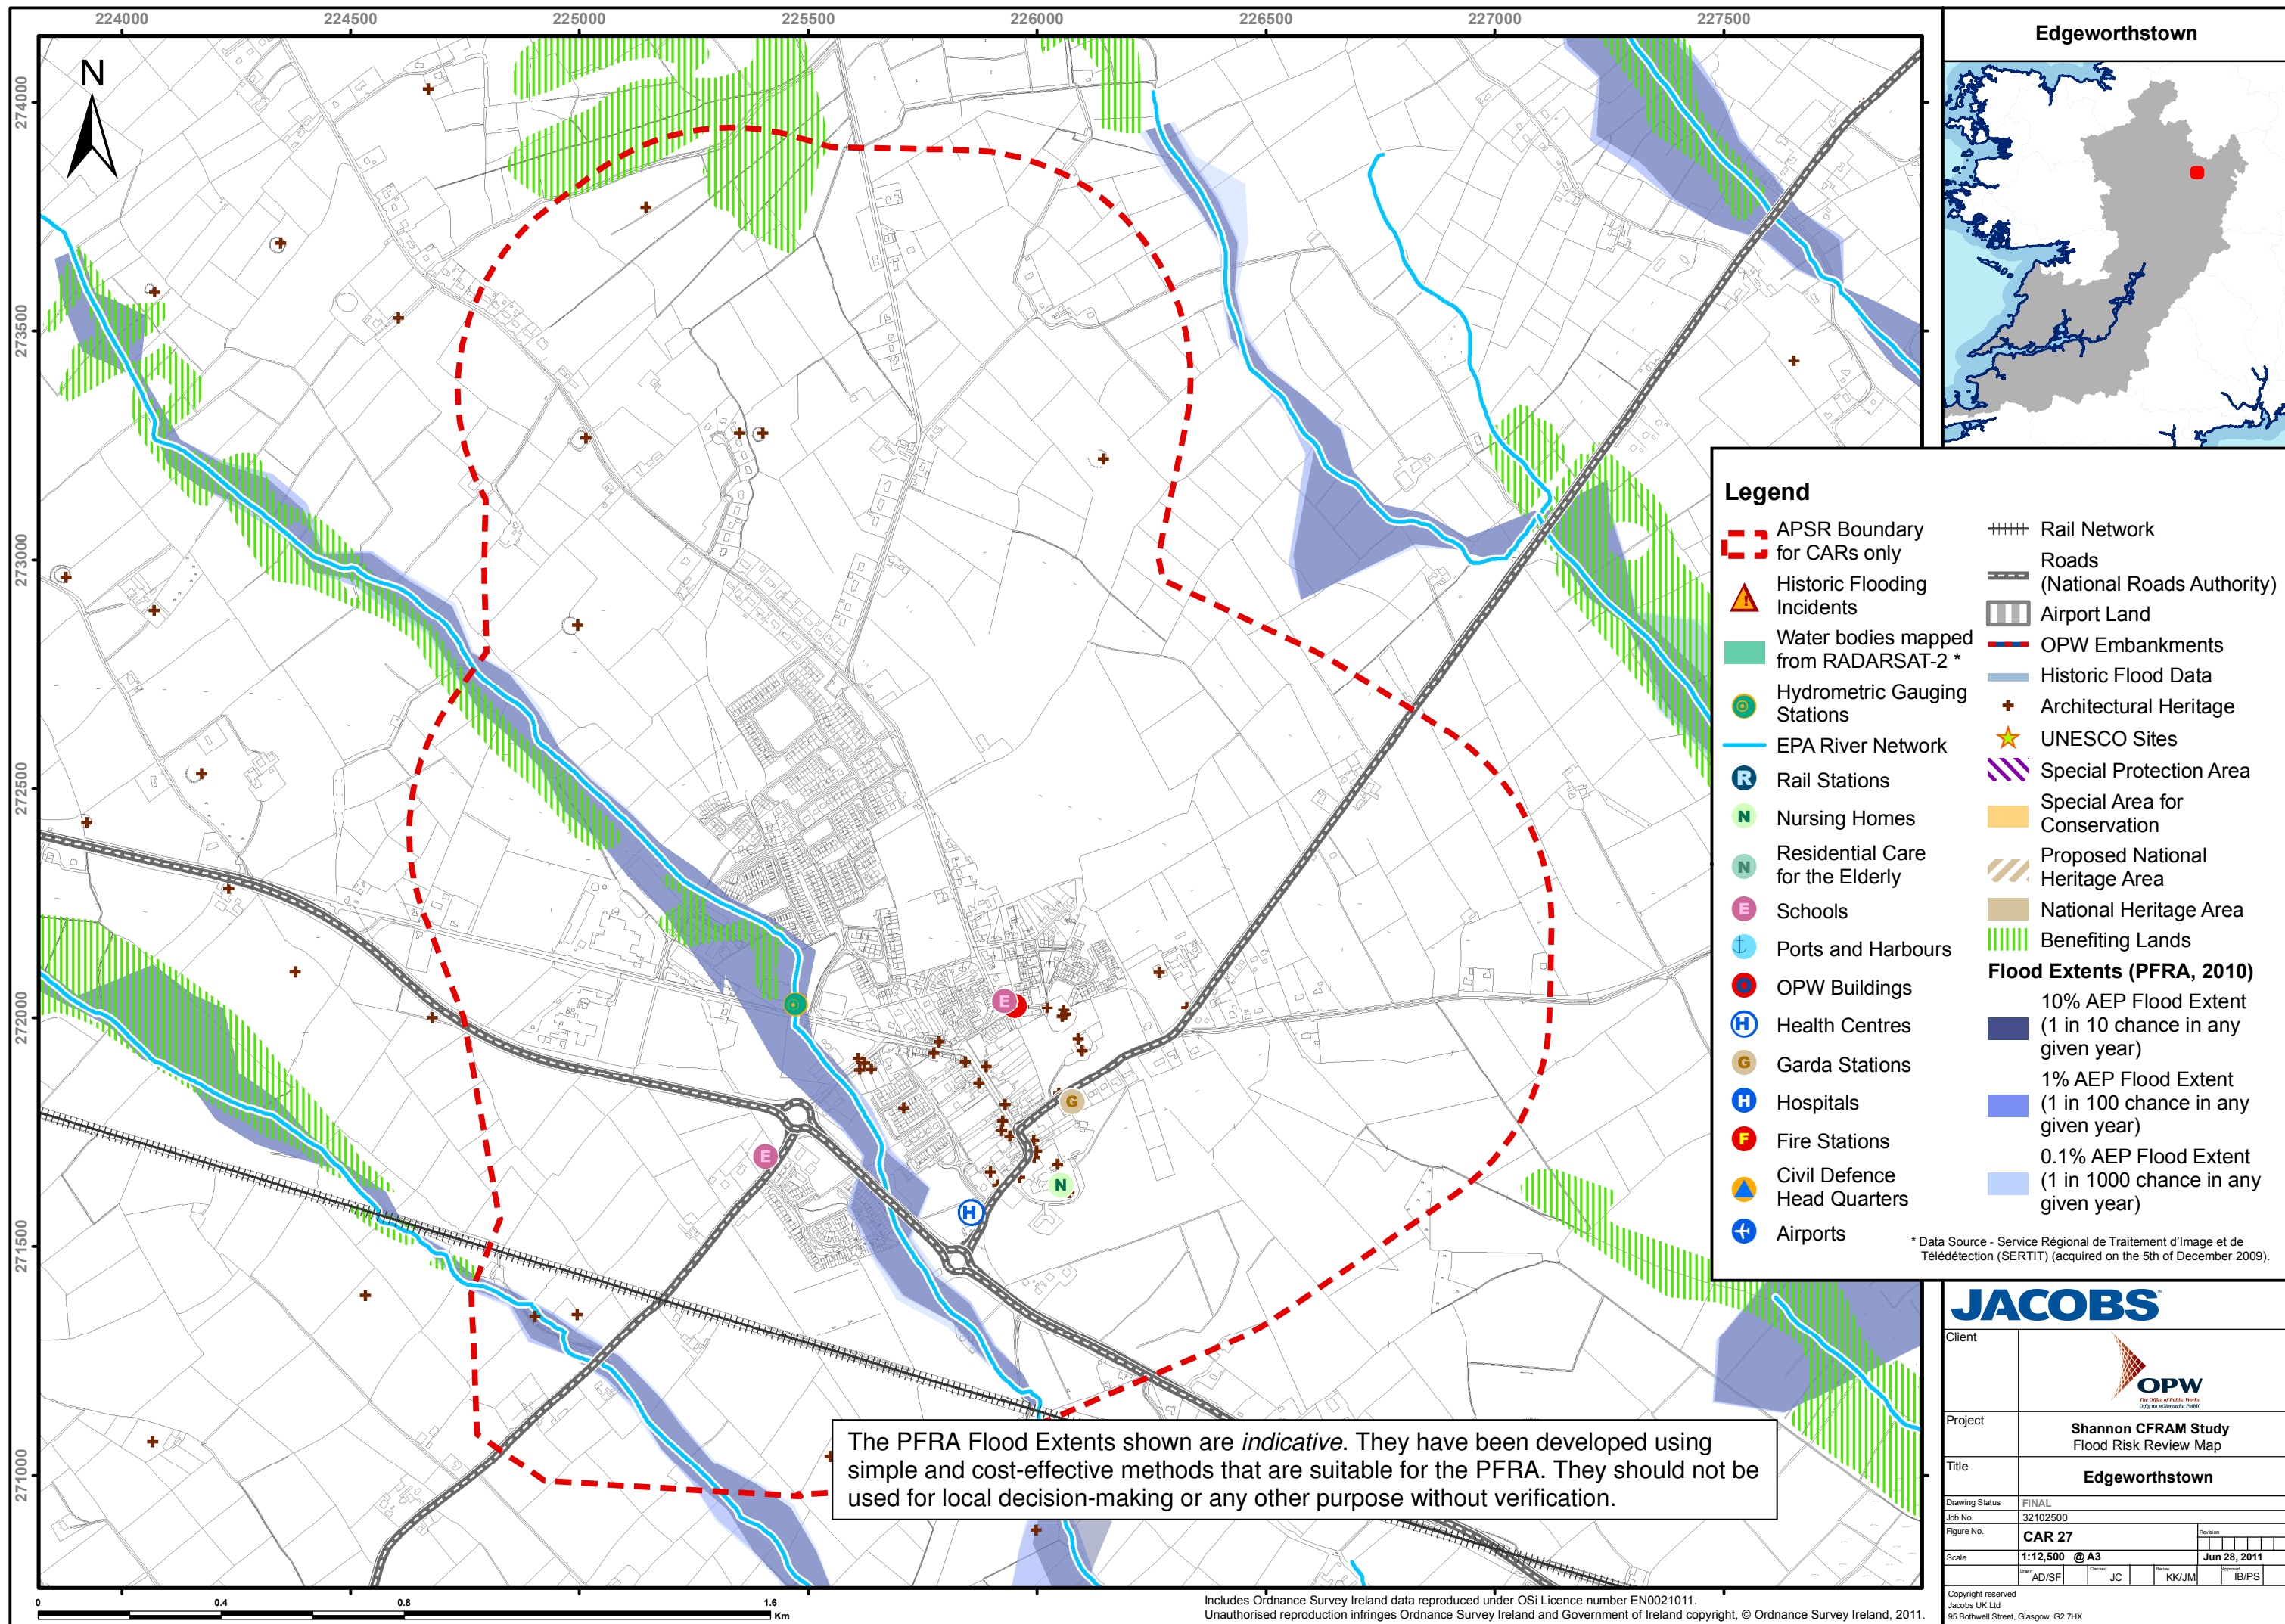 224000 224500 225000 225500 226000 226500 227000 227500
274000
273500
273000
272500
272000
271500
271000
N
Edgeworthstown
Legend
APSR Boundary
for CARs only
Historic Flooding
Incidents
Water bodies mapped
from RADARSAT-2 *
Hydrometric Gauging
Stations
EPA River Network
R Rail Stations
N Nursing Homes
N Residential Care
for the Elderly
E Schools
Ports and Harbours
O OPW Buildings
H Health Centres
G Garda Stations
H Hospitals
F Fire Stations
Civil Defence
Head Quarters
Airports
Rail Network
Roads
(National Roads Authority)
Airport Land
OPW Embankments
Historic Flood Data
Architectural Heritage
UNESCO Sites
Special Protection Area
Special Area for
Conservation
Proposed National
Heritage Area
National Heritage Area
Benefiting Lands
Flood Extents (PFRA, 2010)
10% AEP Flood Extent
(1 in 10 chance in any
given year)
1% AEP Flood Extent
(1 in 100 chance in any
given year)
0.1% AEP Flood Extent
(1 in 1000 chance in any
given year)
* Data Source - Service Régional de Traitement d'Image et de
Télédétection (SERTIT) (acquired on the 5th of December 2009).
E
G
E
N
H
The PFRA Flood Extents shown are indicative. They have been developed using
simple and cost-effective methods that are suitable for the PFRA. They should not be
used for local decision-making or any other purpose without verification.
JACOBS
Client
OPW
The Office of Public Works
Oifig na nOibreacha Poiblí
Project
Shannon CFRAM Study
Flood Risk Review Map
Title
Edgeworthstown
Drawing Status FINAL
Job No. 32102500
Figure No. CAR 27 Revision
Scale 1:12,500 @ A3 Jun 28, 2011
Drawn AD/SF Checked JC Review KK/JM Approved IB/PS
Copyright reserved
Jacobs UK Ltd
95 Bothwell Street, Glasgow, G2 7HX
0 0.4 0.8 1.6
Km
Includes Ordnance Survey Ireland data reproduced under OSi Licence number EN0021011.
Unauthorised reproduction infringes Ordnance Survey Ireland and Government of Ireland copyright, © Ordnance Survey Ireland, 2011.